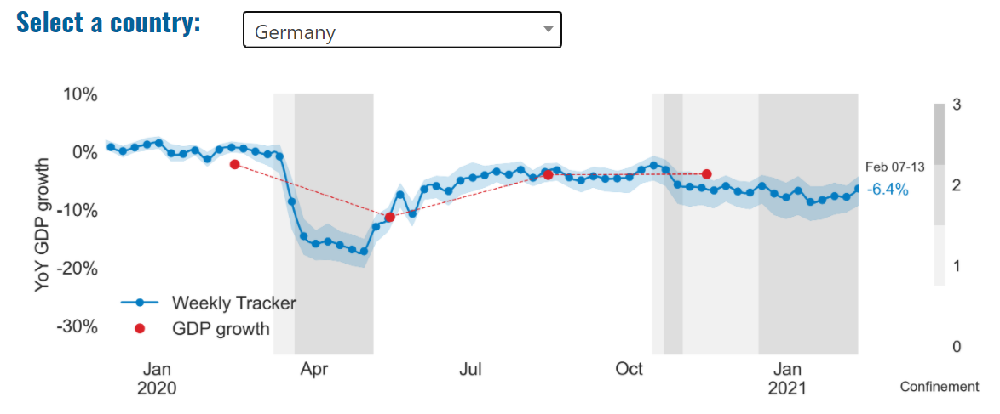 Select a country:
Germany
10%
0%
-10%
-20%
-30%
YoY GDP growth
Weekly Tracker
GDP growth
Jan
2020
Apr
Jul
Oct
Jan
2021
Feb 07-13
-6.4%
3
2
1
0
Confinement